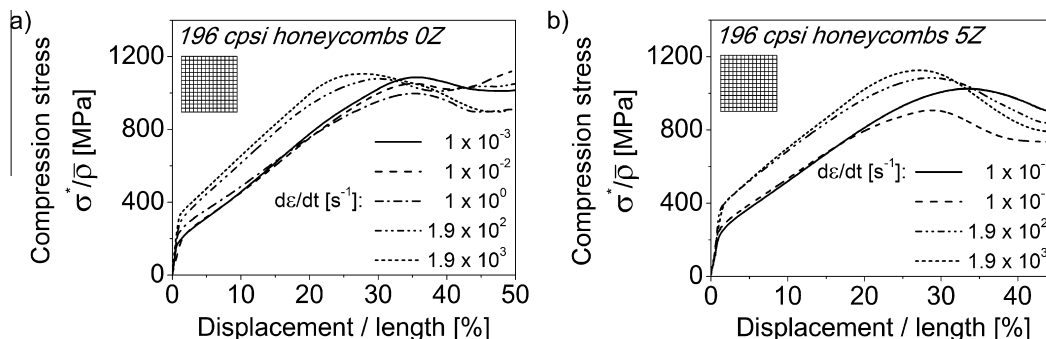 a)
196 cpsi honeycombs 0Z
Compression stress
σ*/ρ̅ [MPa]
1200
800
400
0
dε/dt [s⁻¹]:
1 x 10⁻³
1 x 10⁻²
1 x 10⁰
1.9 x 10²
1.9 x 10³
0 10 20 30 40 50
Displacement / length [%]
b)
196 cpsi honeycombs 5Z
Compression stress
σ*/ρ̅ [MPa]
1200
800
400
0
dε/dt [s⁻¹]:
1 x 10⁻
1 x 10⁻
1.9 x 10²
1.9 x 10³
0 10 20 30 40
Displacement / length [%]